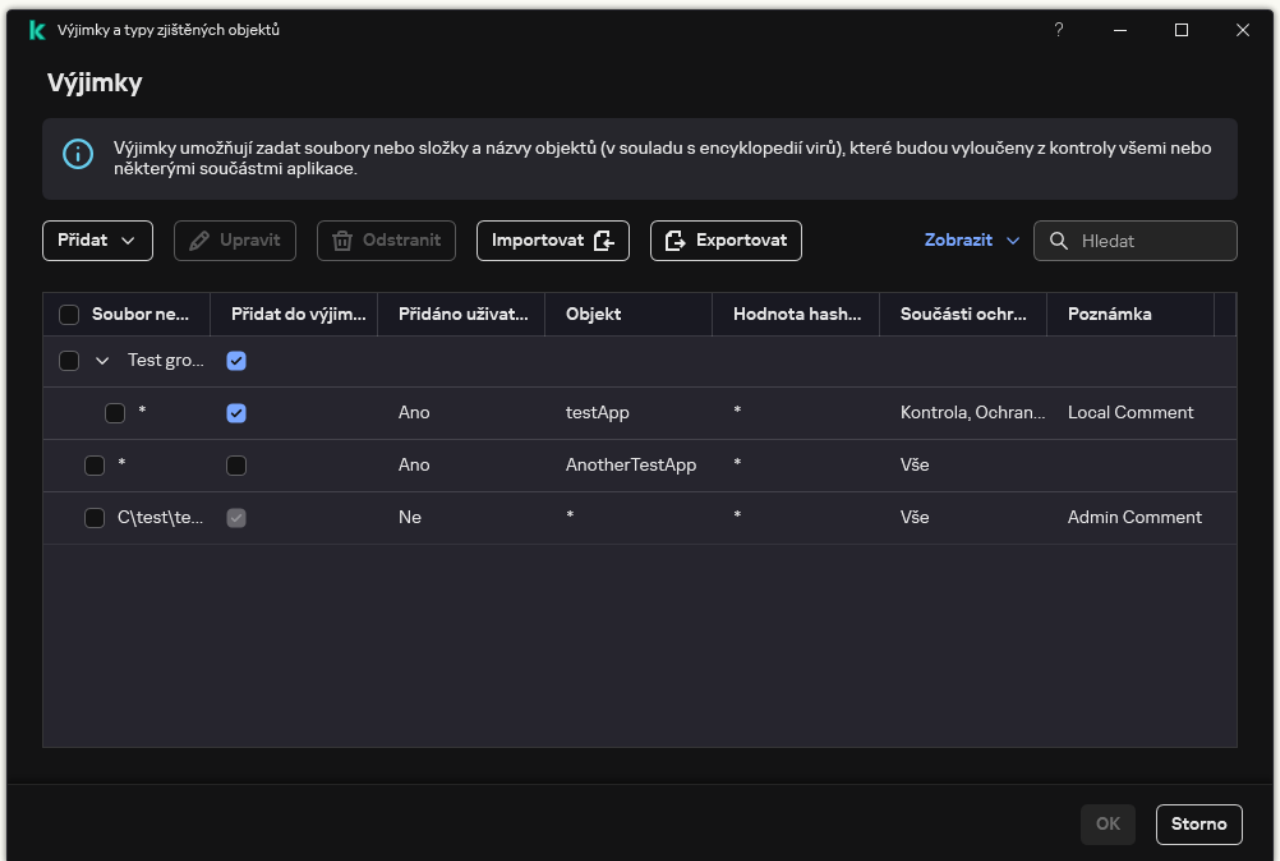 Výjimky a typy zjištěných objektů
?
Výjimky
Výjimky umožňují zadat soubory nebo složky a názvy objektů (v souladu s encyklopedií virů), které budou vyloučeny z kontroly všemi nebo
některými součástmi aplikace.
Přidat Upravit Odstranit Importovat Exportovat Zobrazit Hledat
Soubor ne... Přidat do výjim... Přidáno uživat... Objekt Hodnota hash... Součásti ochr... Poznámka
Test gro...
* Ano testApp * Kontrola, Ochran... Local Comment
* Ano AnotherTestApp * Vše
C\test\te... Ne * * Vše Admin Comment
OK Storno